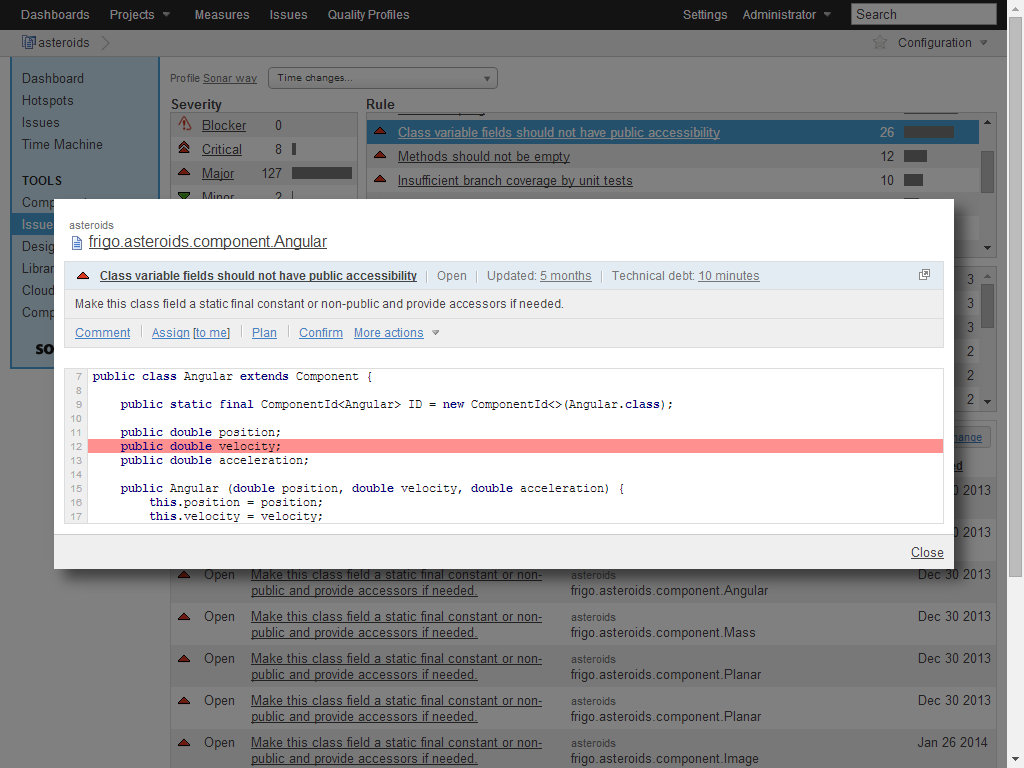 Dashboards Projects Measures Issues Quality Profiles Settings Administrator Search
asteroids Configuration
Dashboard
Hotspots
Issues
Time Machine
TOOLS
Comp
Issue
Desig
Librar
Cloud
Comp
so
Profile Sonar way Time changes...
Severity
Blocker 0
Critical 8
Major 127
Minor 2
Rule
Class variable fields should not have public accessibility 26
Methods should not be empty 12
Insufficient branch coverage by unit tests 10
3
3
3
2
2
2
hange
ed
0 2013
0 2013
asteroids
frigo.asteroids.component.Angular
Class variable fields should not have public accessibility Open Updated: 5 months Technical debt: 10 minutes
Make this class field a static final constant or non-public and provide accessors if needed.
Comment Assign [to me] Plan Confirm More actions
7 public class Angular extends Component {
8
9 public static final ComponentId<Angular> ID = new ComponentId<>(Angular.class);
10
11 public double position;
12 public double velocity;
13 public double acceleration;
14
15 public Angular (double position, double velocity, double acceleration) {
16 this.position = position;
17 this.velocity = velocity;
Close
Open Make this class field a static final constant or non- asteroids Dec 30 2013
public and provide accessors if needed. frigo.asteroids.component.Angular
Open Make this class field a static final constant or non- asteroids Dec 30 2013
public and provide accessors if needed. frigo.asteroids.component.Mass
Open Make this class field a static final constant or non- asteroids Dec 30 2013
public and provide accessors if needed. frigo.asteroids.component.Planar
Open Make this class field a static final constant or non- asteroids Dec 30 2013
public and provide accessors if needed. frigo.asteroids.component.Planar
Open Make this class field a static final constant or non- asteroids Jan 26 2014
public and provide accessors if needed. frigo.asteroids.component.Image